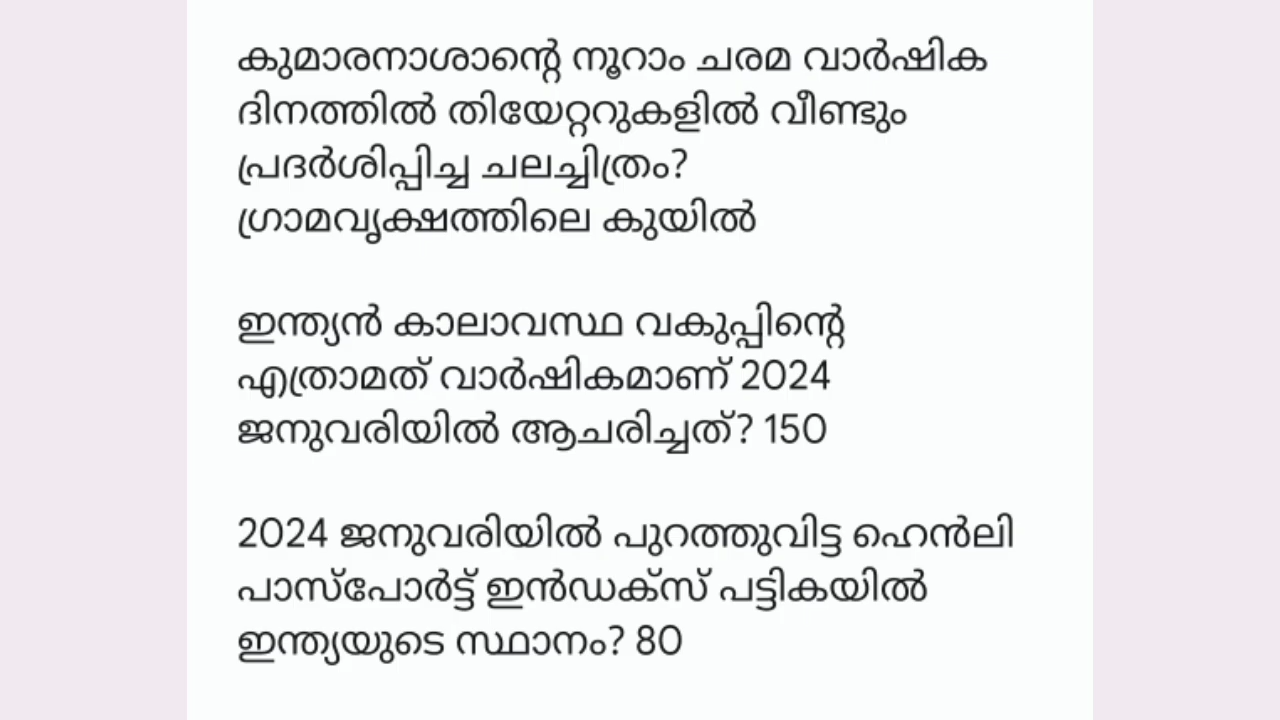 കുമാരനാശാന്റെ നൂറാം ചരമ വാർഷിക
ദിനത്തിൽ തിയേറ്ററുകളിൽ വീണ്ടും
പ്രദർശിപ്പിച്ച ചലച്ചിത്രം?
ഗ്രാമവൃക്ഷത്തിലെ കുയിൽ
ഇന്ത്യൻ കാലാവസ്ഥ വകുപ്പിന്റെ
എത്രാമത് വാർഷികമാണ് 2024
ജനുവരിയിൽ ആചരിച്ചത്? 150
2024 ജനുവരിയിൽ പുറത്തുവിട്ട ഹെൻലി
പാസ്പോർട്ട് ഇൻഡക്സ് പട്ടികയിൽ
ഇന്ത്യയുടെ സ്ഥാനം? 80